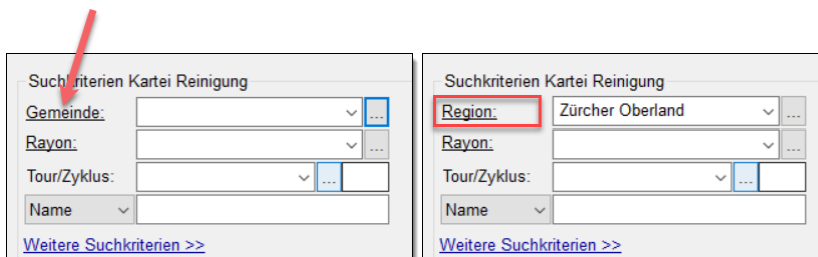 Suchkriterien Kartei Reinigung
Gemeinde:
...
Rayon:
...
Tour/Zyklus:
...
Name
Weitere Suchkriterien >>
Suchkriterien Kartei Reinigung
Region: Zürcher Oberland
...
Rayon:
...
Tour/Zyklus:
...
Name
Weitere Suchkriterien >>